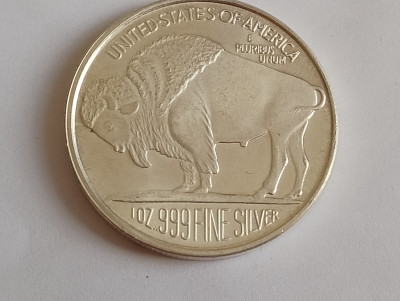 UNITED STATES OF AMERICA
E
PLURIBUS
UNUM
1 OZ. .999 FINE SILVER